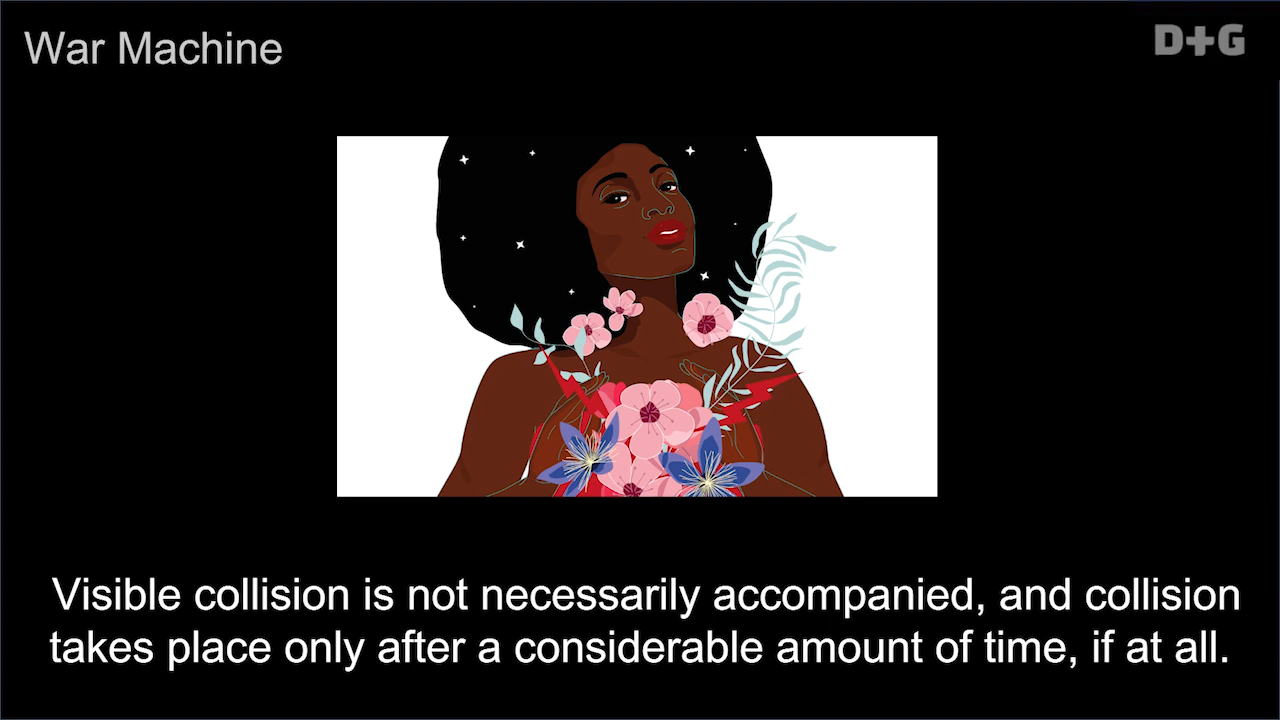 War Machine
D+G
Visible collision is not necessarily accompanied, and collision
takes place only after a considerable amount of time, if at all.